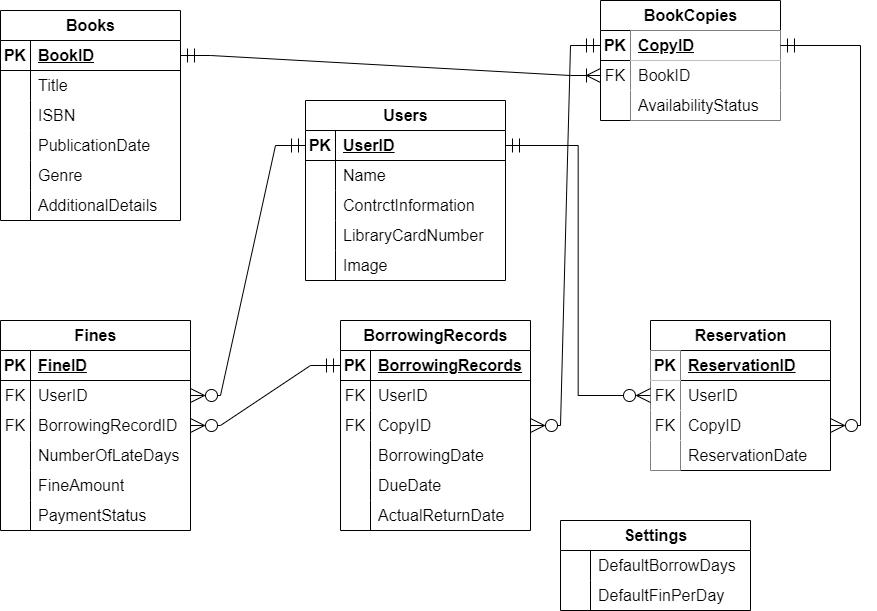 Books
PK BookID
Title
ISBN
PublicationDate
Genre
AdditionalDetails
BookCopies
PK CopyID
FK BookID
AvailabilityStatus
Users
PK UserID
Name
ContrctInformation
LibraryCardNumber
Image
Fines
PK FineID
FK UserID
FK BorrowingRecordID
NumberOfLateDays
FineAmount
PaymentStatus
BorrowingRecords
PK BorrowingRecords
FK UserID
FK CopyID
BorrowingDate
DueDate
ActualReturnDate
Reservation
PK ReservationID
FK UserID
FK CopyID
ReservationDate
Settings
DefaultBorrowDays
DefaultFinPerDay